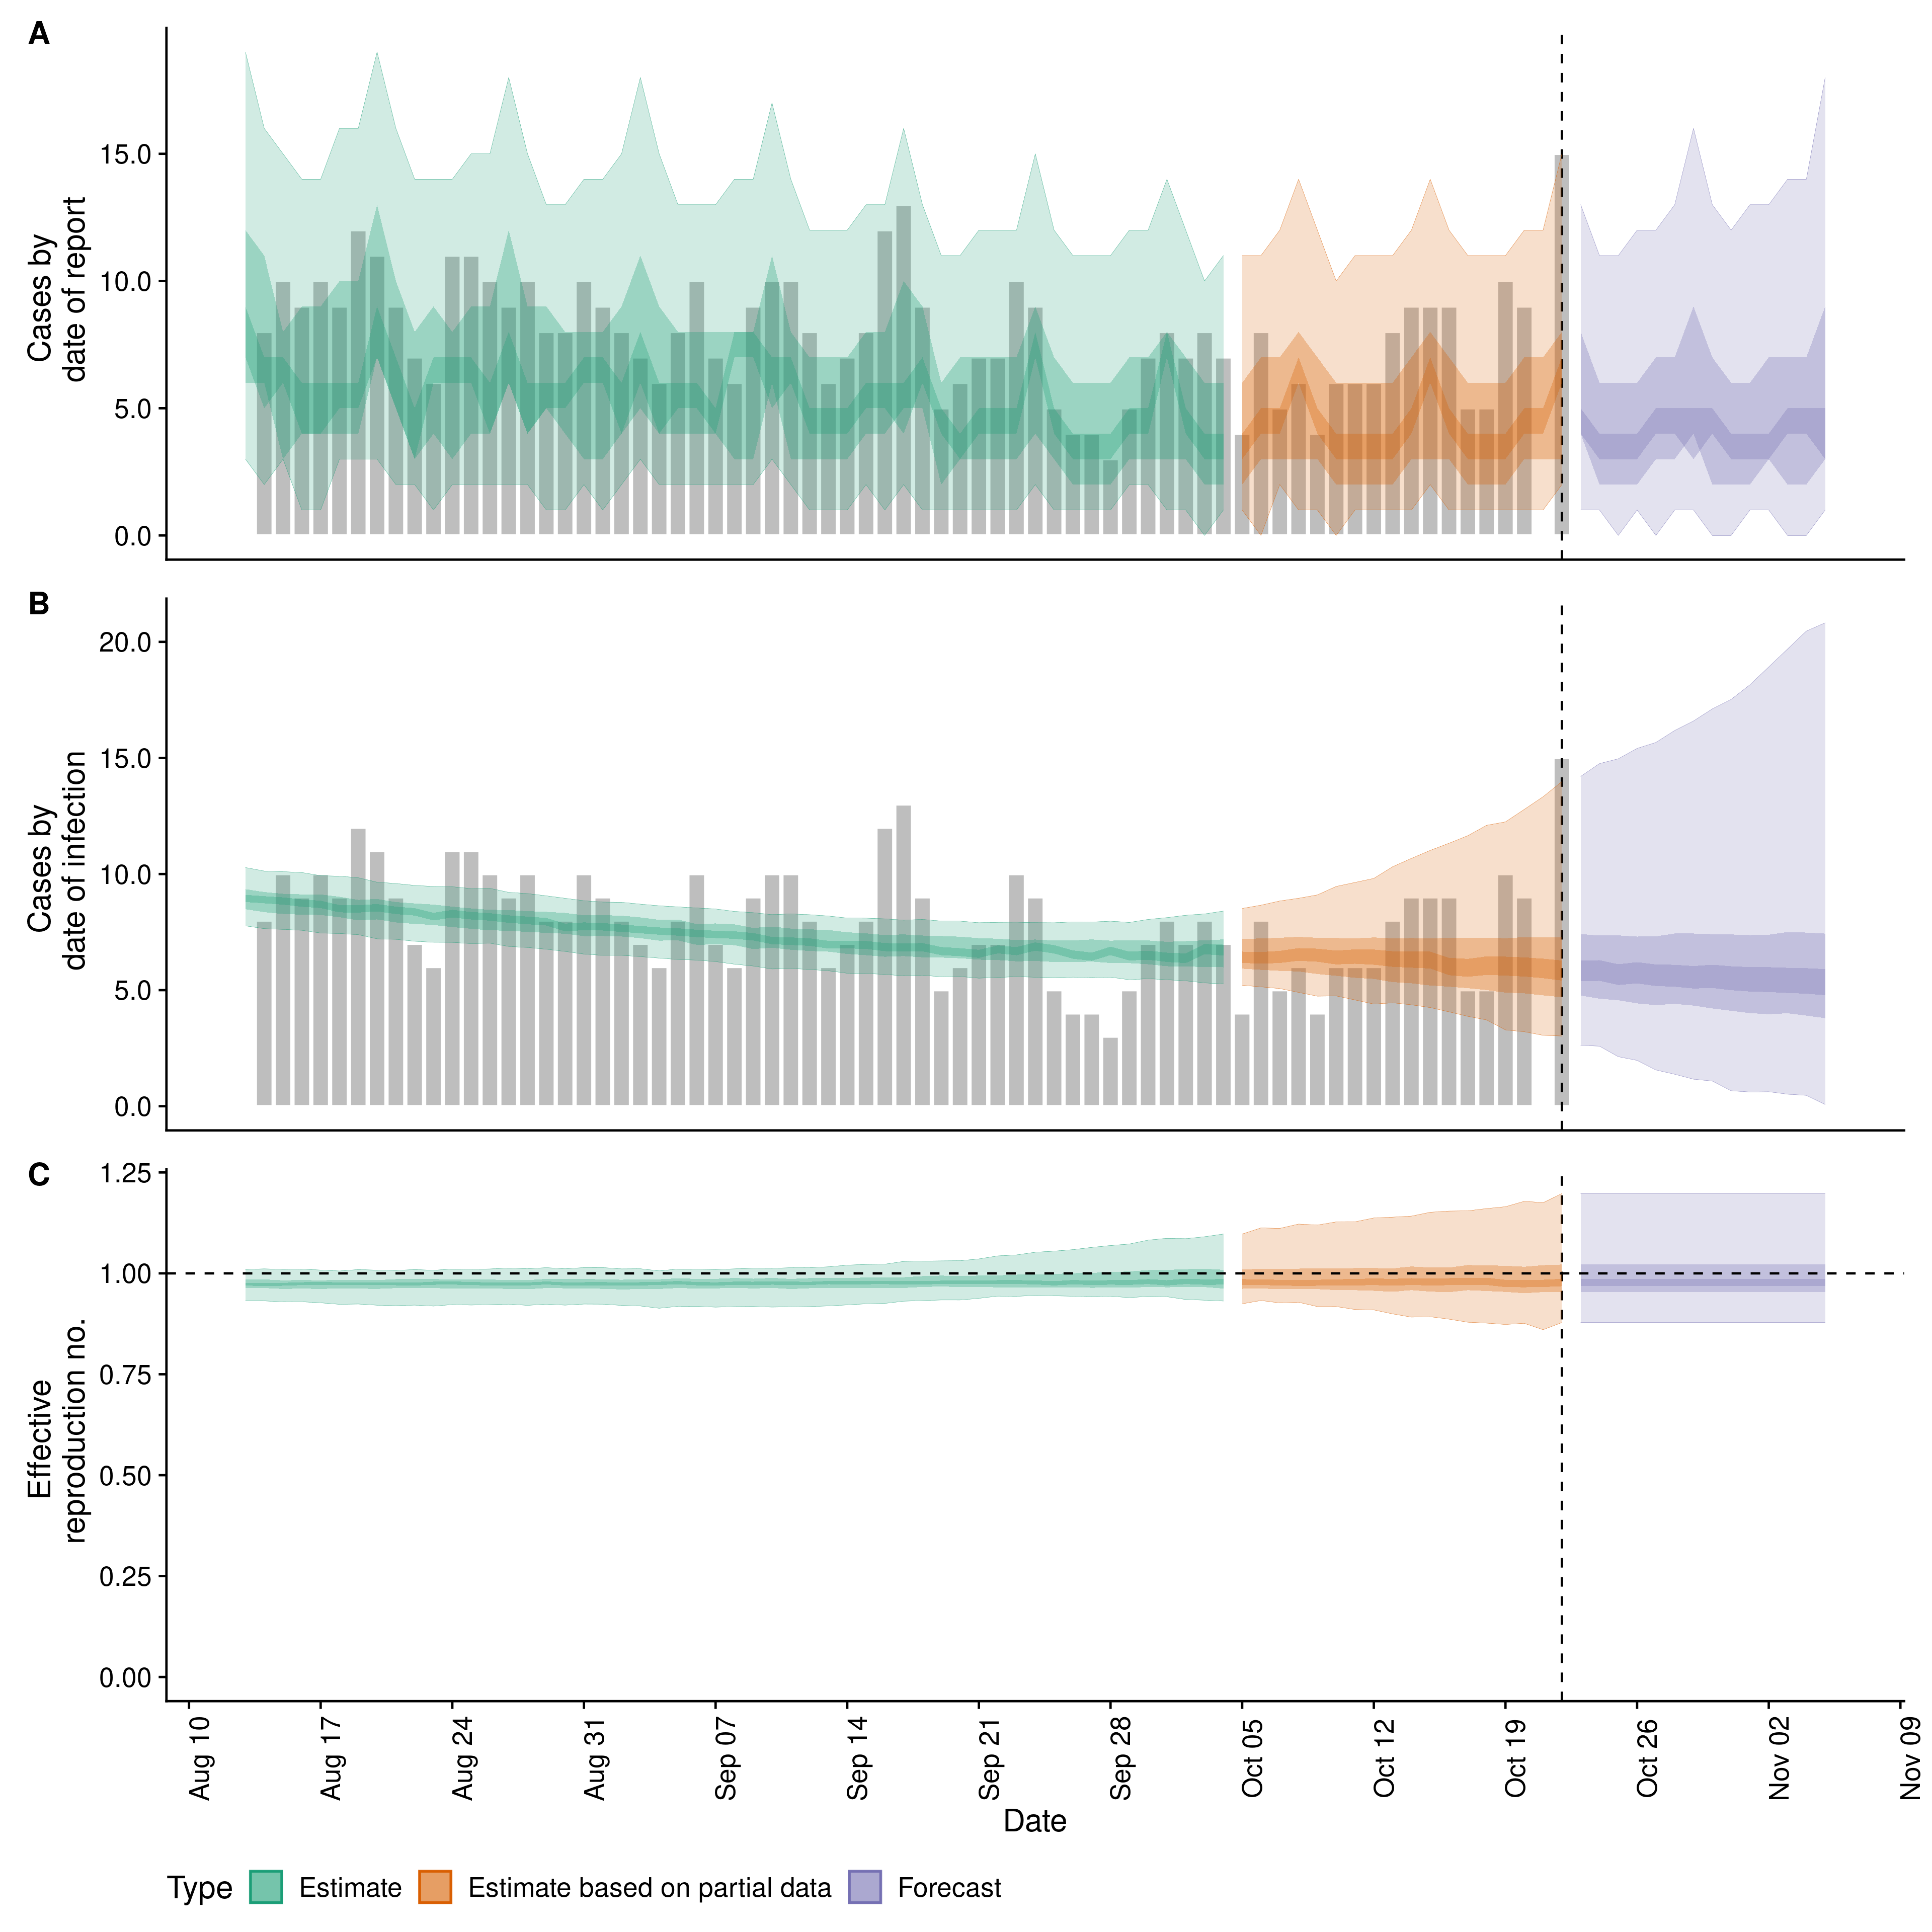 A
Cases by
date of report
15.0
10.0
5.0
0.0
B
Cases by
date of infection
20.0
15.0
10.0
5.0
0.0
C
Effective
reproduction no.
1.25
1.00
0.75
0.50
0.25
0.00
Aug 10
Aug 17
Aug 24
Aug 31
Sep 07
Sep 14
Sep 21
Sep 28
Oct 05
Oct 12
Oct 19
Oct 26
Nov 02
Nov 09
Date
Type Estimate Estimate based on partial data Forecast